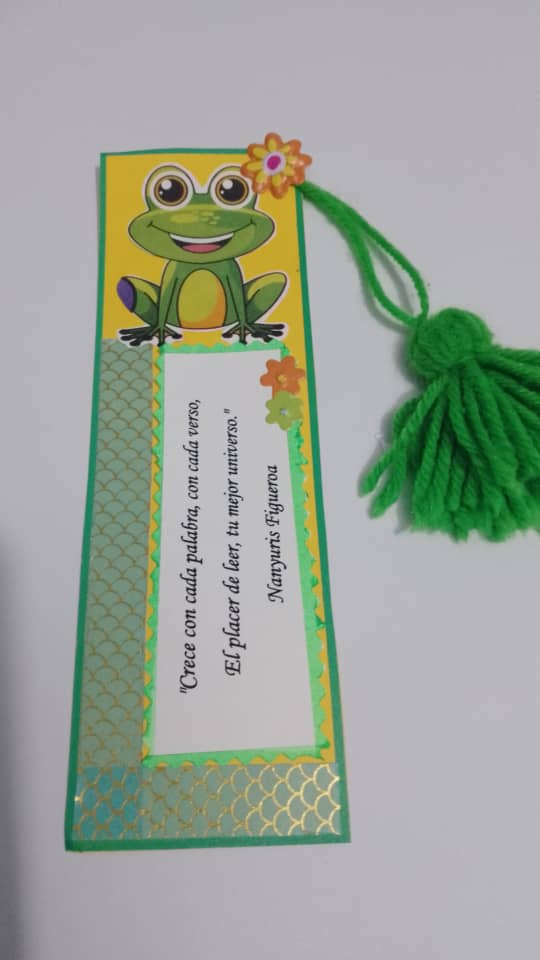 "Crece con cada palabra, con cada verso,
El placer de leer, tu mejor universo."
Nanyuris Figueroa